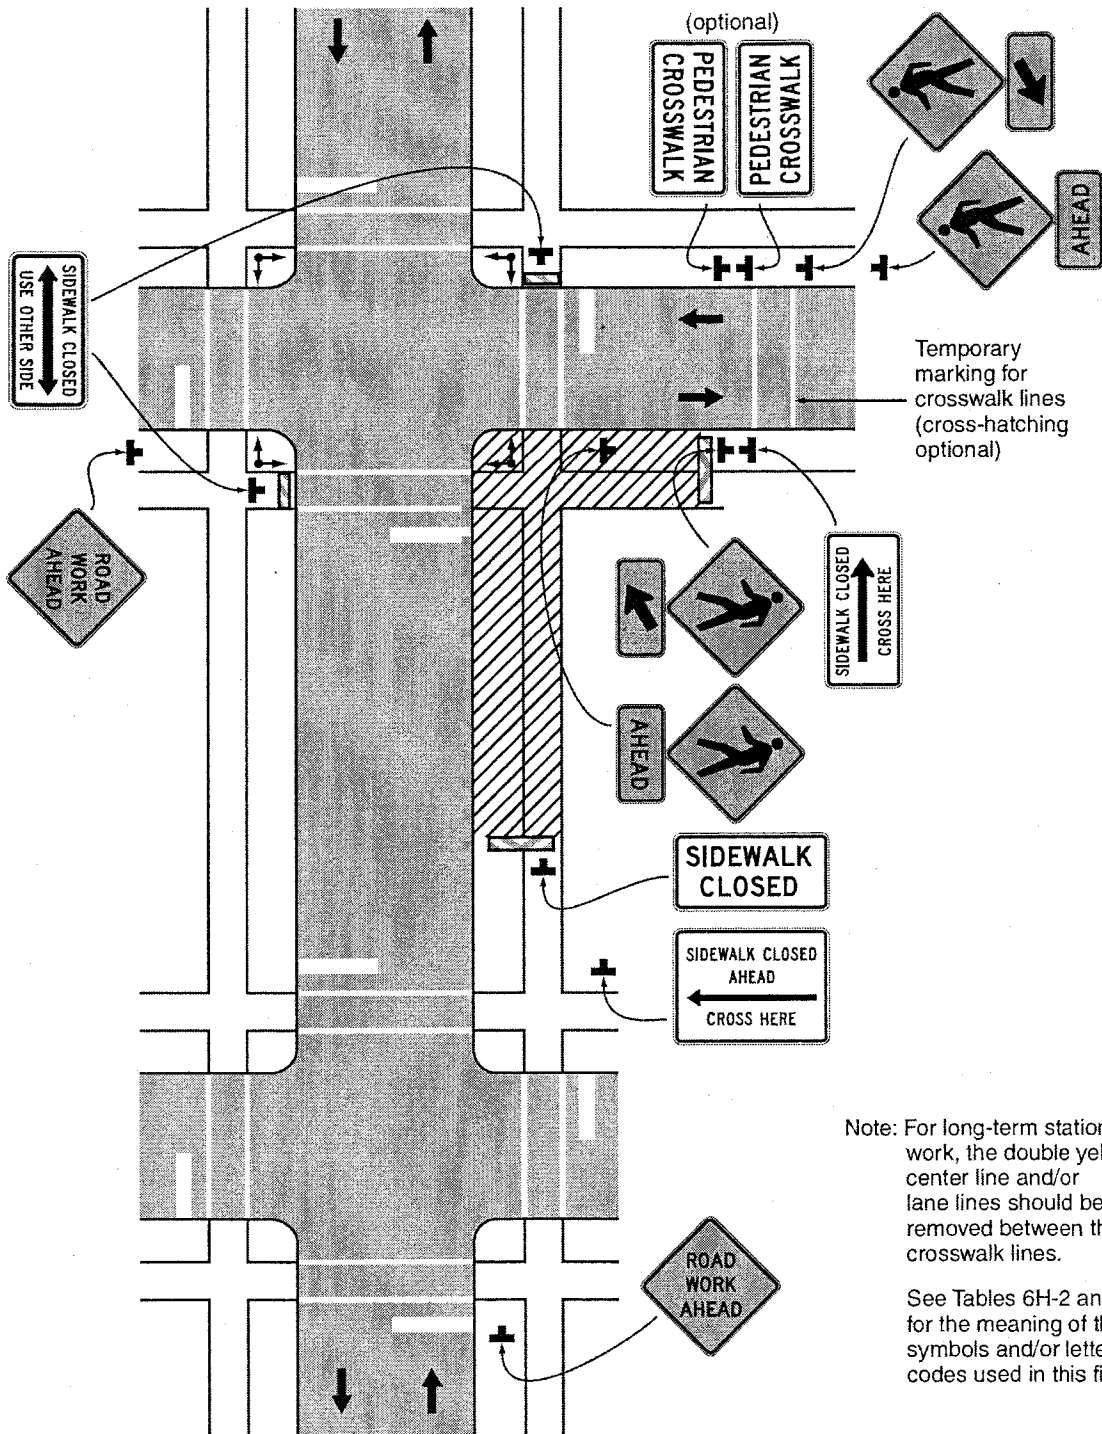 (optional)
PEDESTRIAN
CROSSWALK
PEDESTRIAN
CROSSWALK
AHEAD
SIDEWALK CLOSED
USE OTHER SIDE
Temporary
marking for
crosswalk lines
(cross-hatching
optional)
ROAD
WORK
AHEAD
SIDEWALK CLOSED
CROSS HERE
AHEAD
SIDEWALK
CLOSED
SIDEWALK CLOSED
AHEAD
CROSS HERE
ROAD
WORK
AHEAD
Note: For long-term station
work, the double yel
center line and/or
lane lines should be
removed between th
crosswalk lines.
See Tables 6H-2 an
for the meaning of th
symbols and/or lette
codes used in this fi